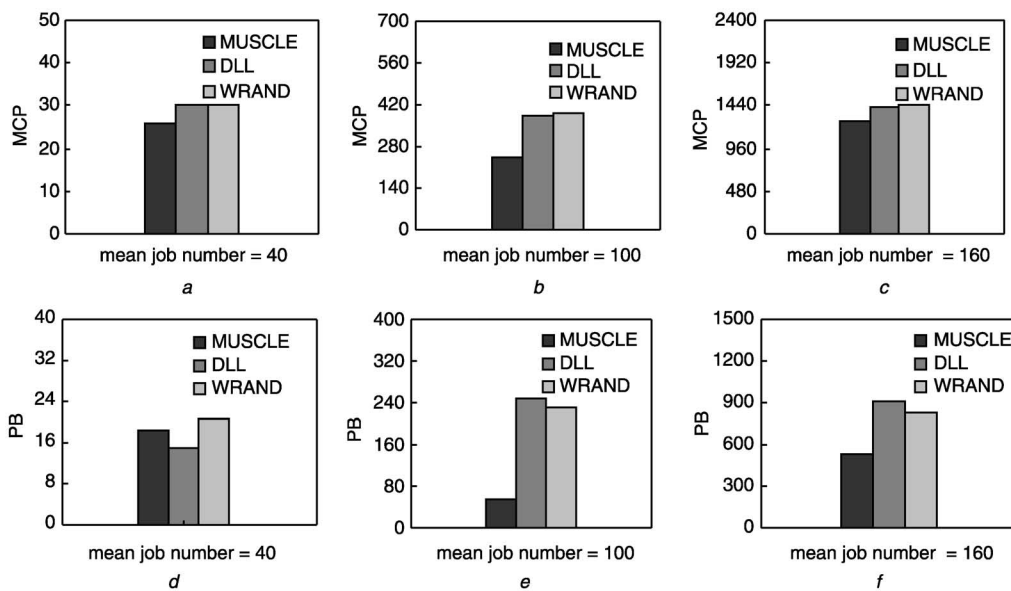 50
40
30
20
10
0
MCP
MUSCLE
DLL
WRAND
mean job number = 40
a
700
560
420
280
140
0
MCP
MUSCLE
DLL
WRAND
mean job number = 100
b
2400
1920
1440
960
480
0
MCP
MUSCLE
DLL
WRAND
mean job number = 160
c
40
32
24
16
8
0
PB
MUSCLE
DLL
WRAND
mean job number = 40
d
400
320
240
160
80
0
PB
MUSCLE
DLL
WRAND
mean job number = 100
e
1500
1200
900
600
300
0
PB
MUSCLE
DLL
WRAND
mean job number = 160
f